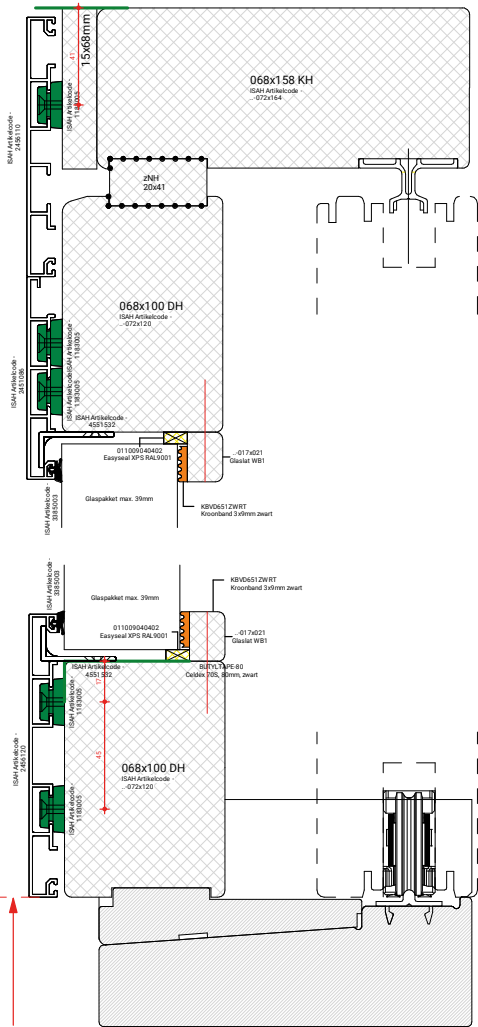 41
15x68mm
ISAH Artikelcode -
1183005
ISAH Artikelcode -
2456110
068x158 KH
ISAH Artikelcode -
..-072x164
zNH
20x41
068x100 DH
ISAH Artikelcode -
..-072x120
ISAH Artikelcode
1183005
ISAH Artikelcode
1183005
ISAH Artikelcode -
2451086
ISAH Artikelcode -
4551532
011009040402
Easyseal XPS RAL9001
..-017x021
Glaslat WB1
ISAH Artikelcode -
3385003
Glaspakket max. 39mm
KBVD651ZWRT
Kroonband 3x9mm zwart
ISAH Artikelcode -
3385003
KBVD651ZWRT
Kroonband 3x9mm zwart
Glaspakket max. 39mm
011009040402
Easyseal XPS RAL9001
..-017x021
Glaslat WB1
ISAH Artikelcode -
4551532
BUTYLTAPE-80
Celdex 70S, 80mm, zwart
17
ISAH Artikelcode -
1183005
45
ISAH Artikelcode -
2456120
068x100 DH
ISAH Artikelcode -
..-072x120
ISAH Artikelcode -
1183005